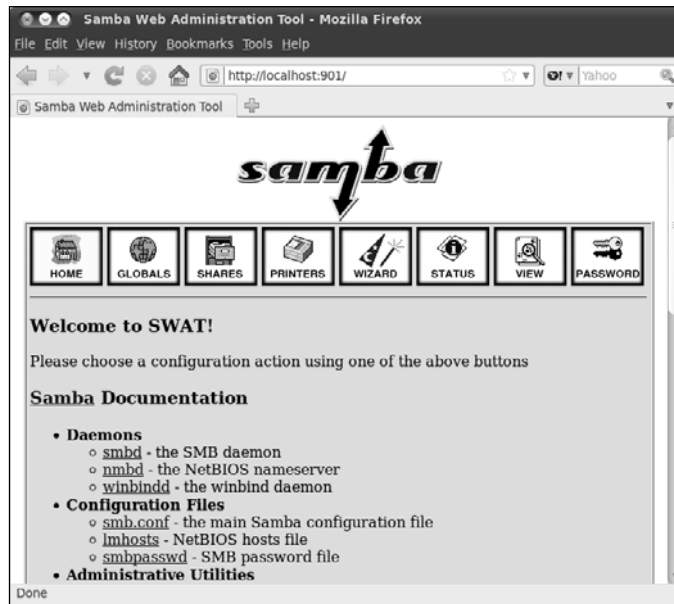 Samba Web Administration Tool - Mozilla Firefox
File Edit View History Bookmarks Tools Help
http://localhost:901/
Yahoo
Samba Web Administration Tool
samba
HOME GLOBALS SHARES PRINTERS WIZARD STATUS VIEW PASSWORD
Welcome to SWAT!
Please choose a configuration action using one of the above buttons
Samba Documentation
• Daemons
◦ smbd - the SMB daemon
◦ nmbd - the NetBIOS nameserver
◦ winbindd - the winbind daemon
• Configuration Files
◦ smb.conf - the main Samba configuration file
◦ lmhosts - NetBIOS hosts file
◦ smbpasswd - SMB password file
• Administrative Utilities
Done